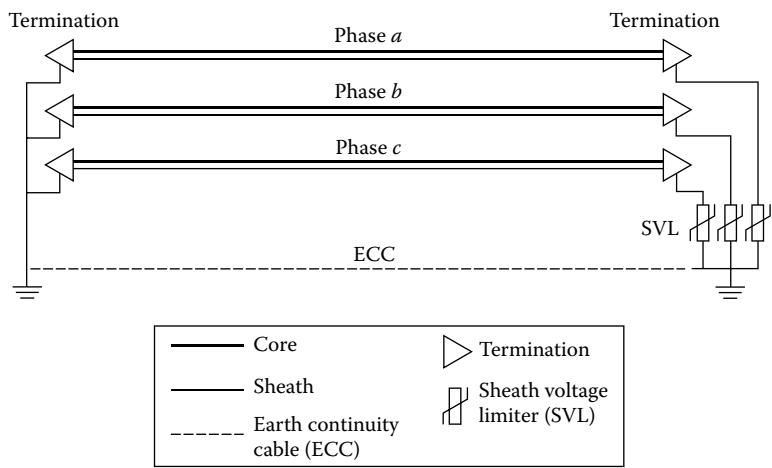 Termination
Termination
Phase a
Phase b
Phase c
SVL
ECC
Core
Termination
Sheath
Sheath voltage
limiter (SVL)
Earth continuity
cable (ECC)